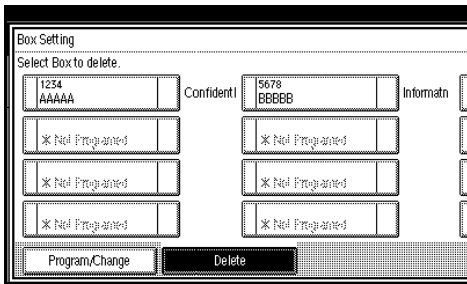 Box Setting
Select Box to delete.
1234
AAAAA
Confidentl
5678
BBBBB
Informatn
* Not Programed
* Not Programed
* Not Programed
* Not Programed
* Not Programed
* Not Programed
Program/Change
Delete